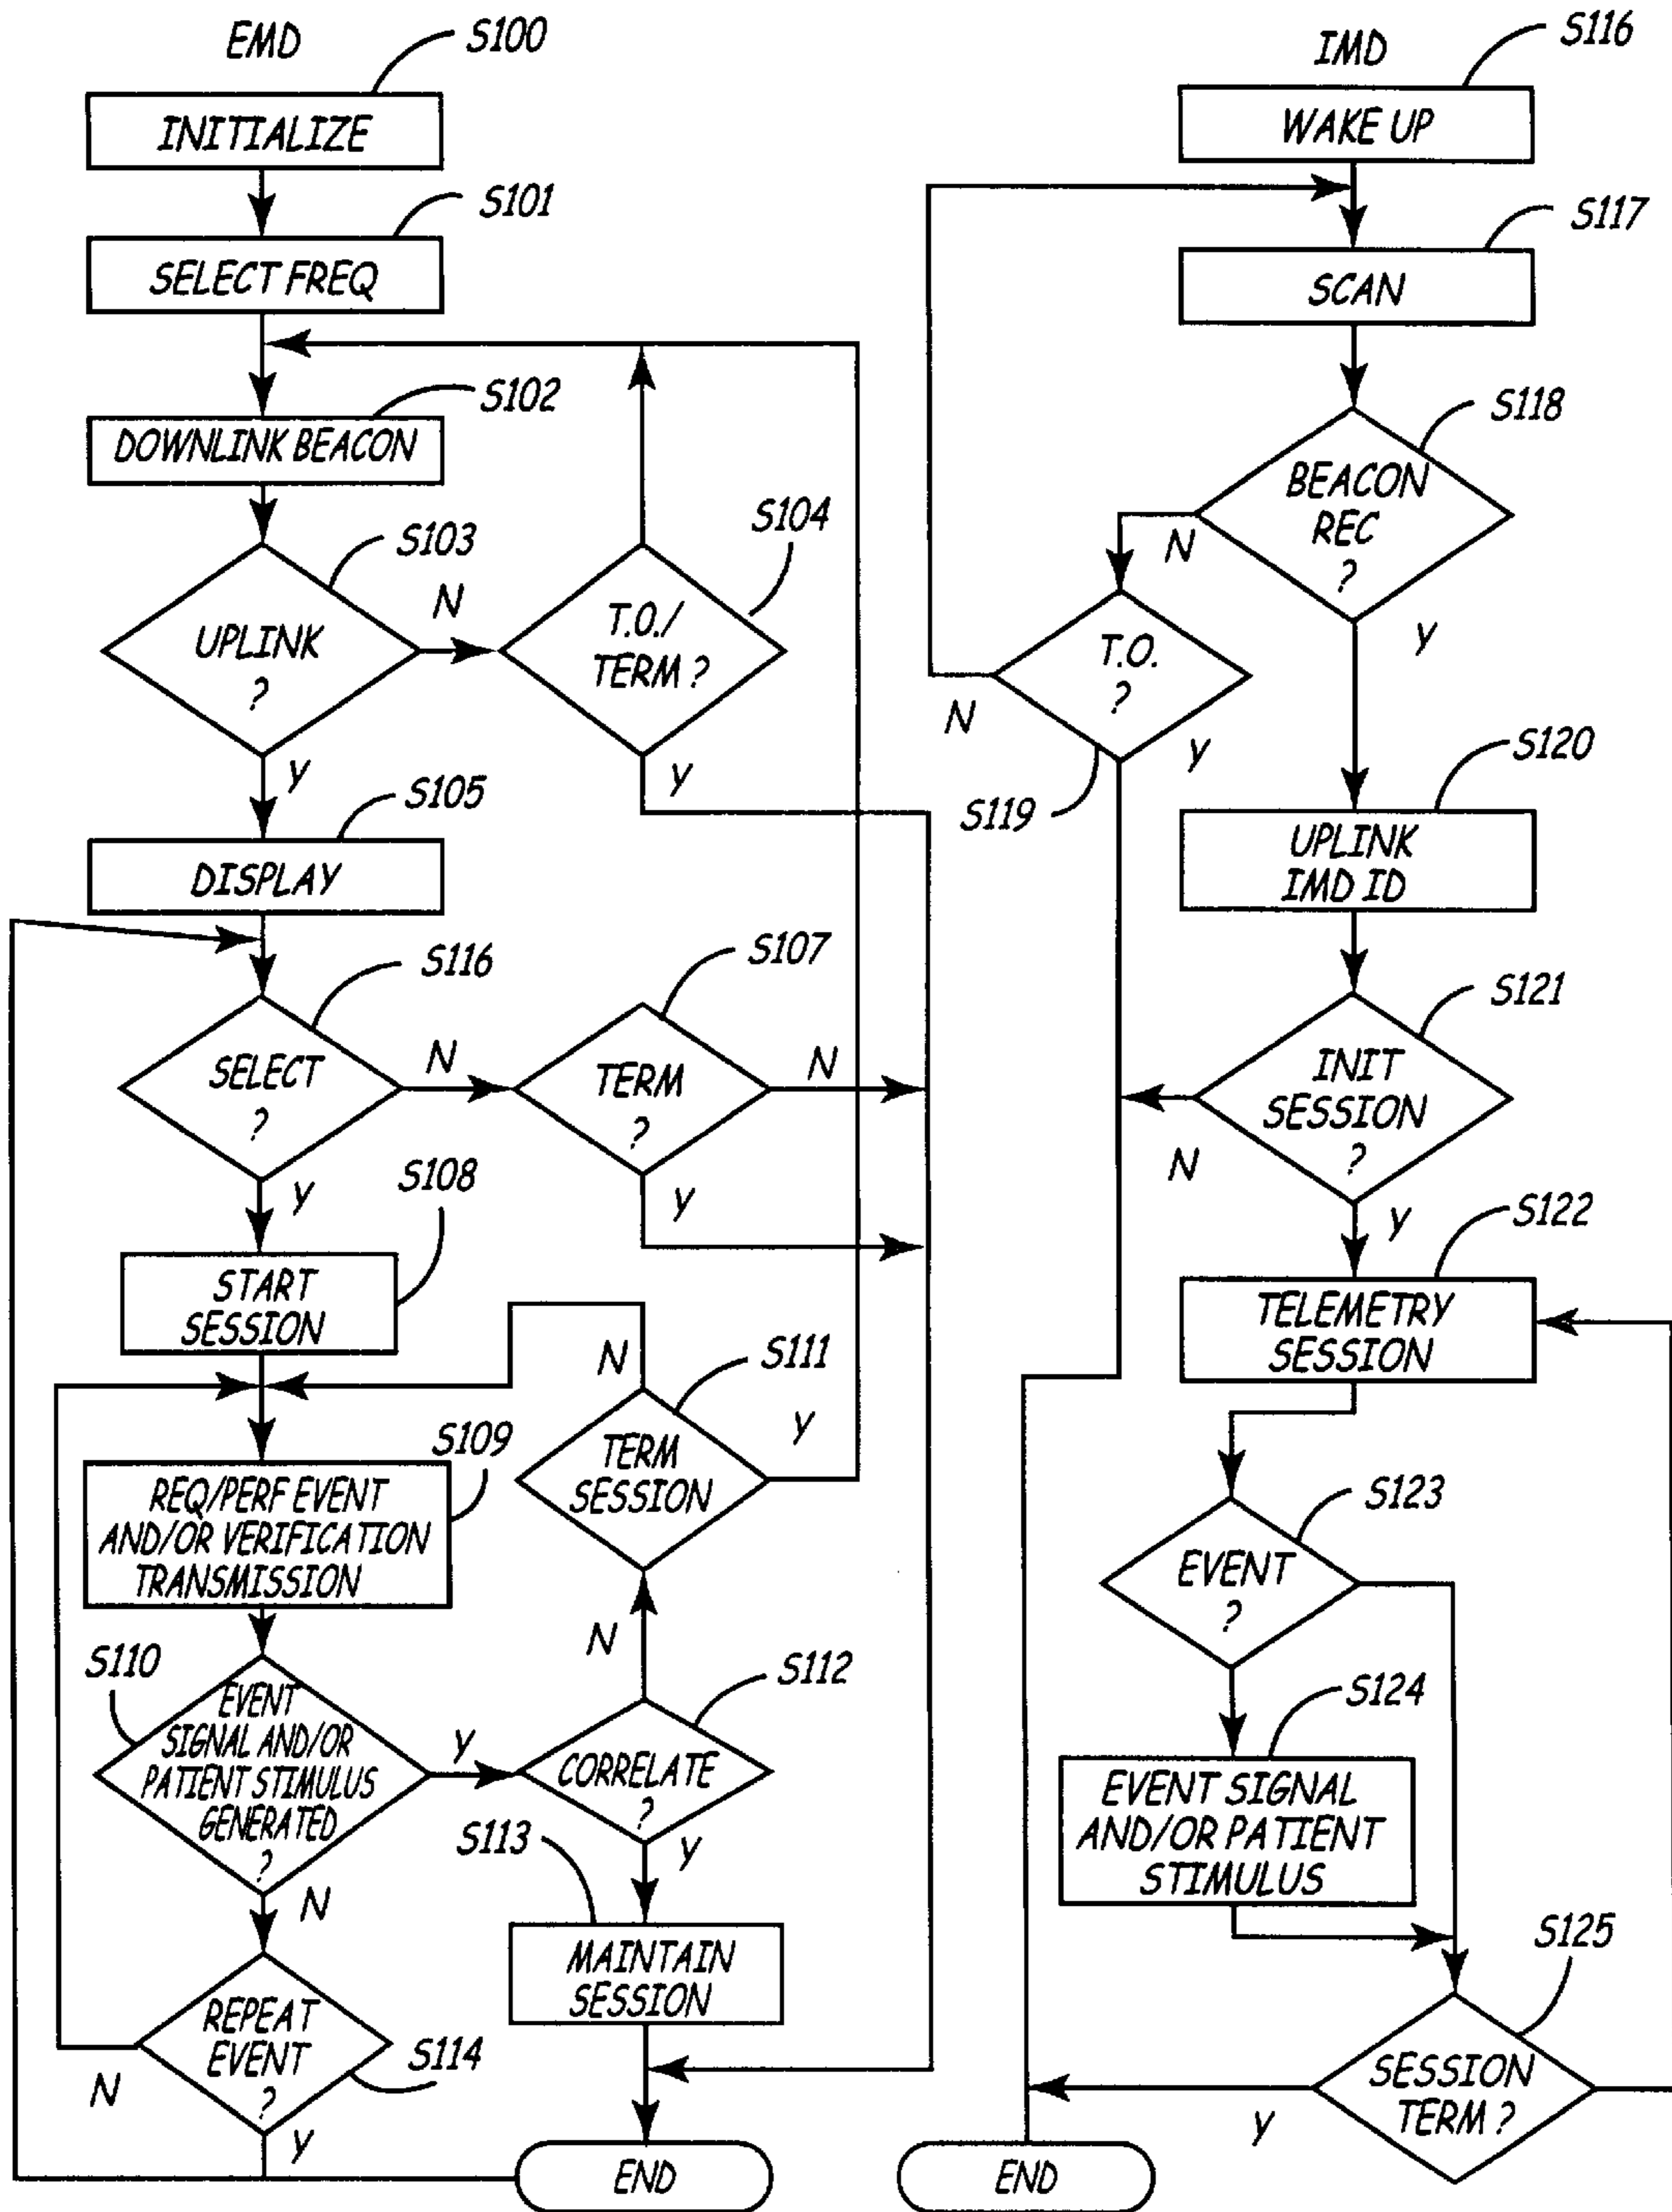 EMD
S100
INITIALIZE
S101
SELECT FREQ
S102
DOWNLINK BEACON
S103
UPLINK
?
N
Y
S104
T.O./
TERM ?
Y
S105
DISPLAY
S116
SELECT
?
N
Y
S107
TERM
?
N
Y
S108
START
SESSION
S109
REQ/PERF EVENT
AND/OR VERIFICATION
TRANSMISSION
S110
EVENT
SIGNAL AND/OR
PATIENT STIMULUS
GENERATED
?
Y
N
S111
TERM
SESSION
N
Y
S112
CORRELATE
?
N
Y
S113
MAINTAIN
SESSION
S114
REPEAT
EVENT
?
N
Y
END
IMD
S116
WAKE UP
S117
SCAN
S118
BEACON
REC
?
N
Y
S119
T.O.
?
N
Y
S120
UPLINK
IMD ID
S121
INIT
SESSION
?
N
Y
S122
TELEMETRY
SESSION
S123
EVENT
?
S124
EVENT SIGNAL
AND/OR PATIENT
STIMULUS
S125
SESSION
TERM ?
Y
END